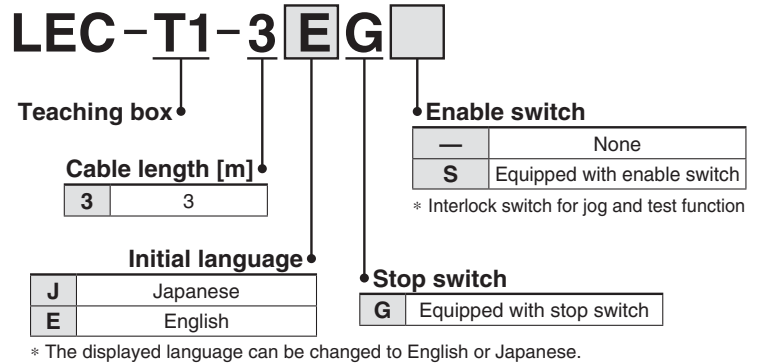 LEC-T1-3EG
Teaching box
Enable switch
— None
S Equipped with enable switch
* Interlock switch for jog and test function
Cable length [m]
3 3
Initial language
J Japanese
E English
* The displayed language can be changed to English or Japanese.
Stop switch
G Equipped with stop switch